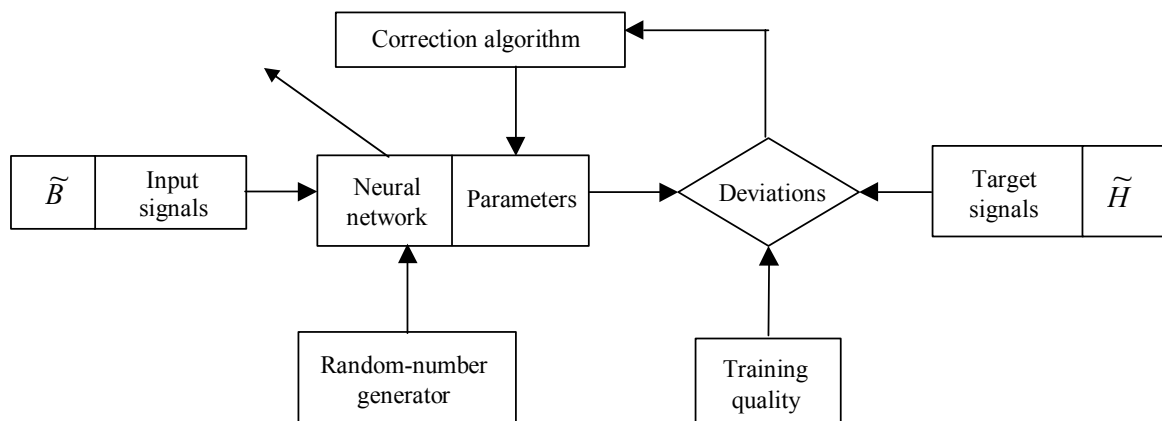 Correction algorithm
B̃
Input
signals
Neural
network
Parameters
Deviations
Target
signals
H̃
Random-number
generator
Training
quality